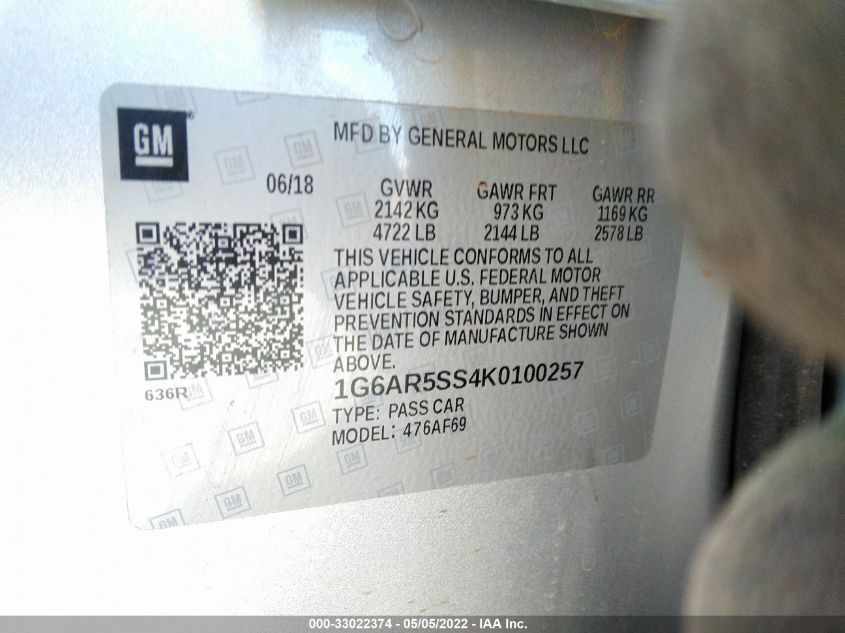 GM
MFD BY GENERAL MOTORS LLC
06/18
GVWR GAWR FRT GAWR RR
2142 KG 973 KG 1169 KG
4722 LB 2144 LB 2578 LB
THIS VEHICLE CONFORMS TO ALL
APPLICABLE U.S. FEDERAL MOTOR
VEHICLE SAFETY, BUMPER, AND THEFT
PREVENTION STANDARDS IN EFFECT ON
THE DATE OF MANUFACTURE SHOWN
ABOVE.
636R
1G6AR5SS4K0100257
TYPE: PASS CAR
MODEL: 476AF69
000-33022374 - 05/05/2022 - IAA Inc.